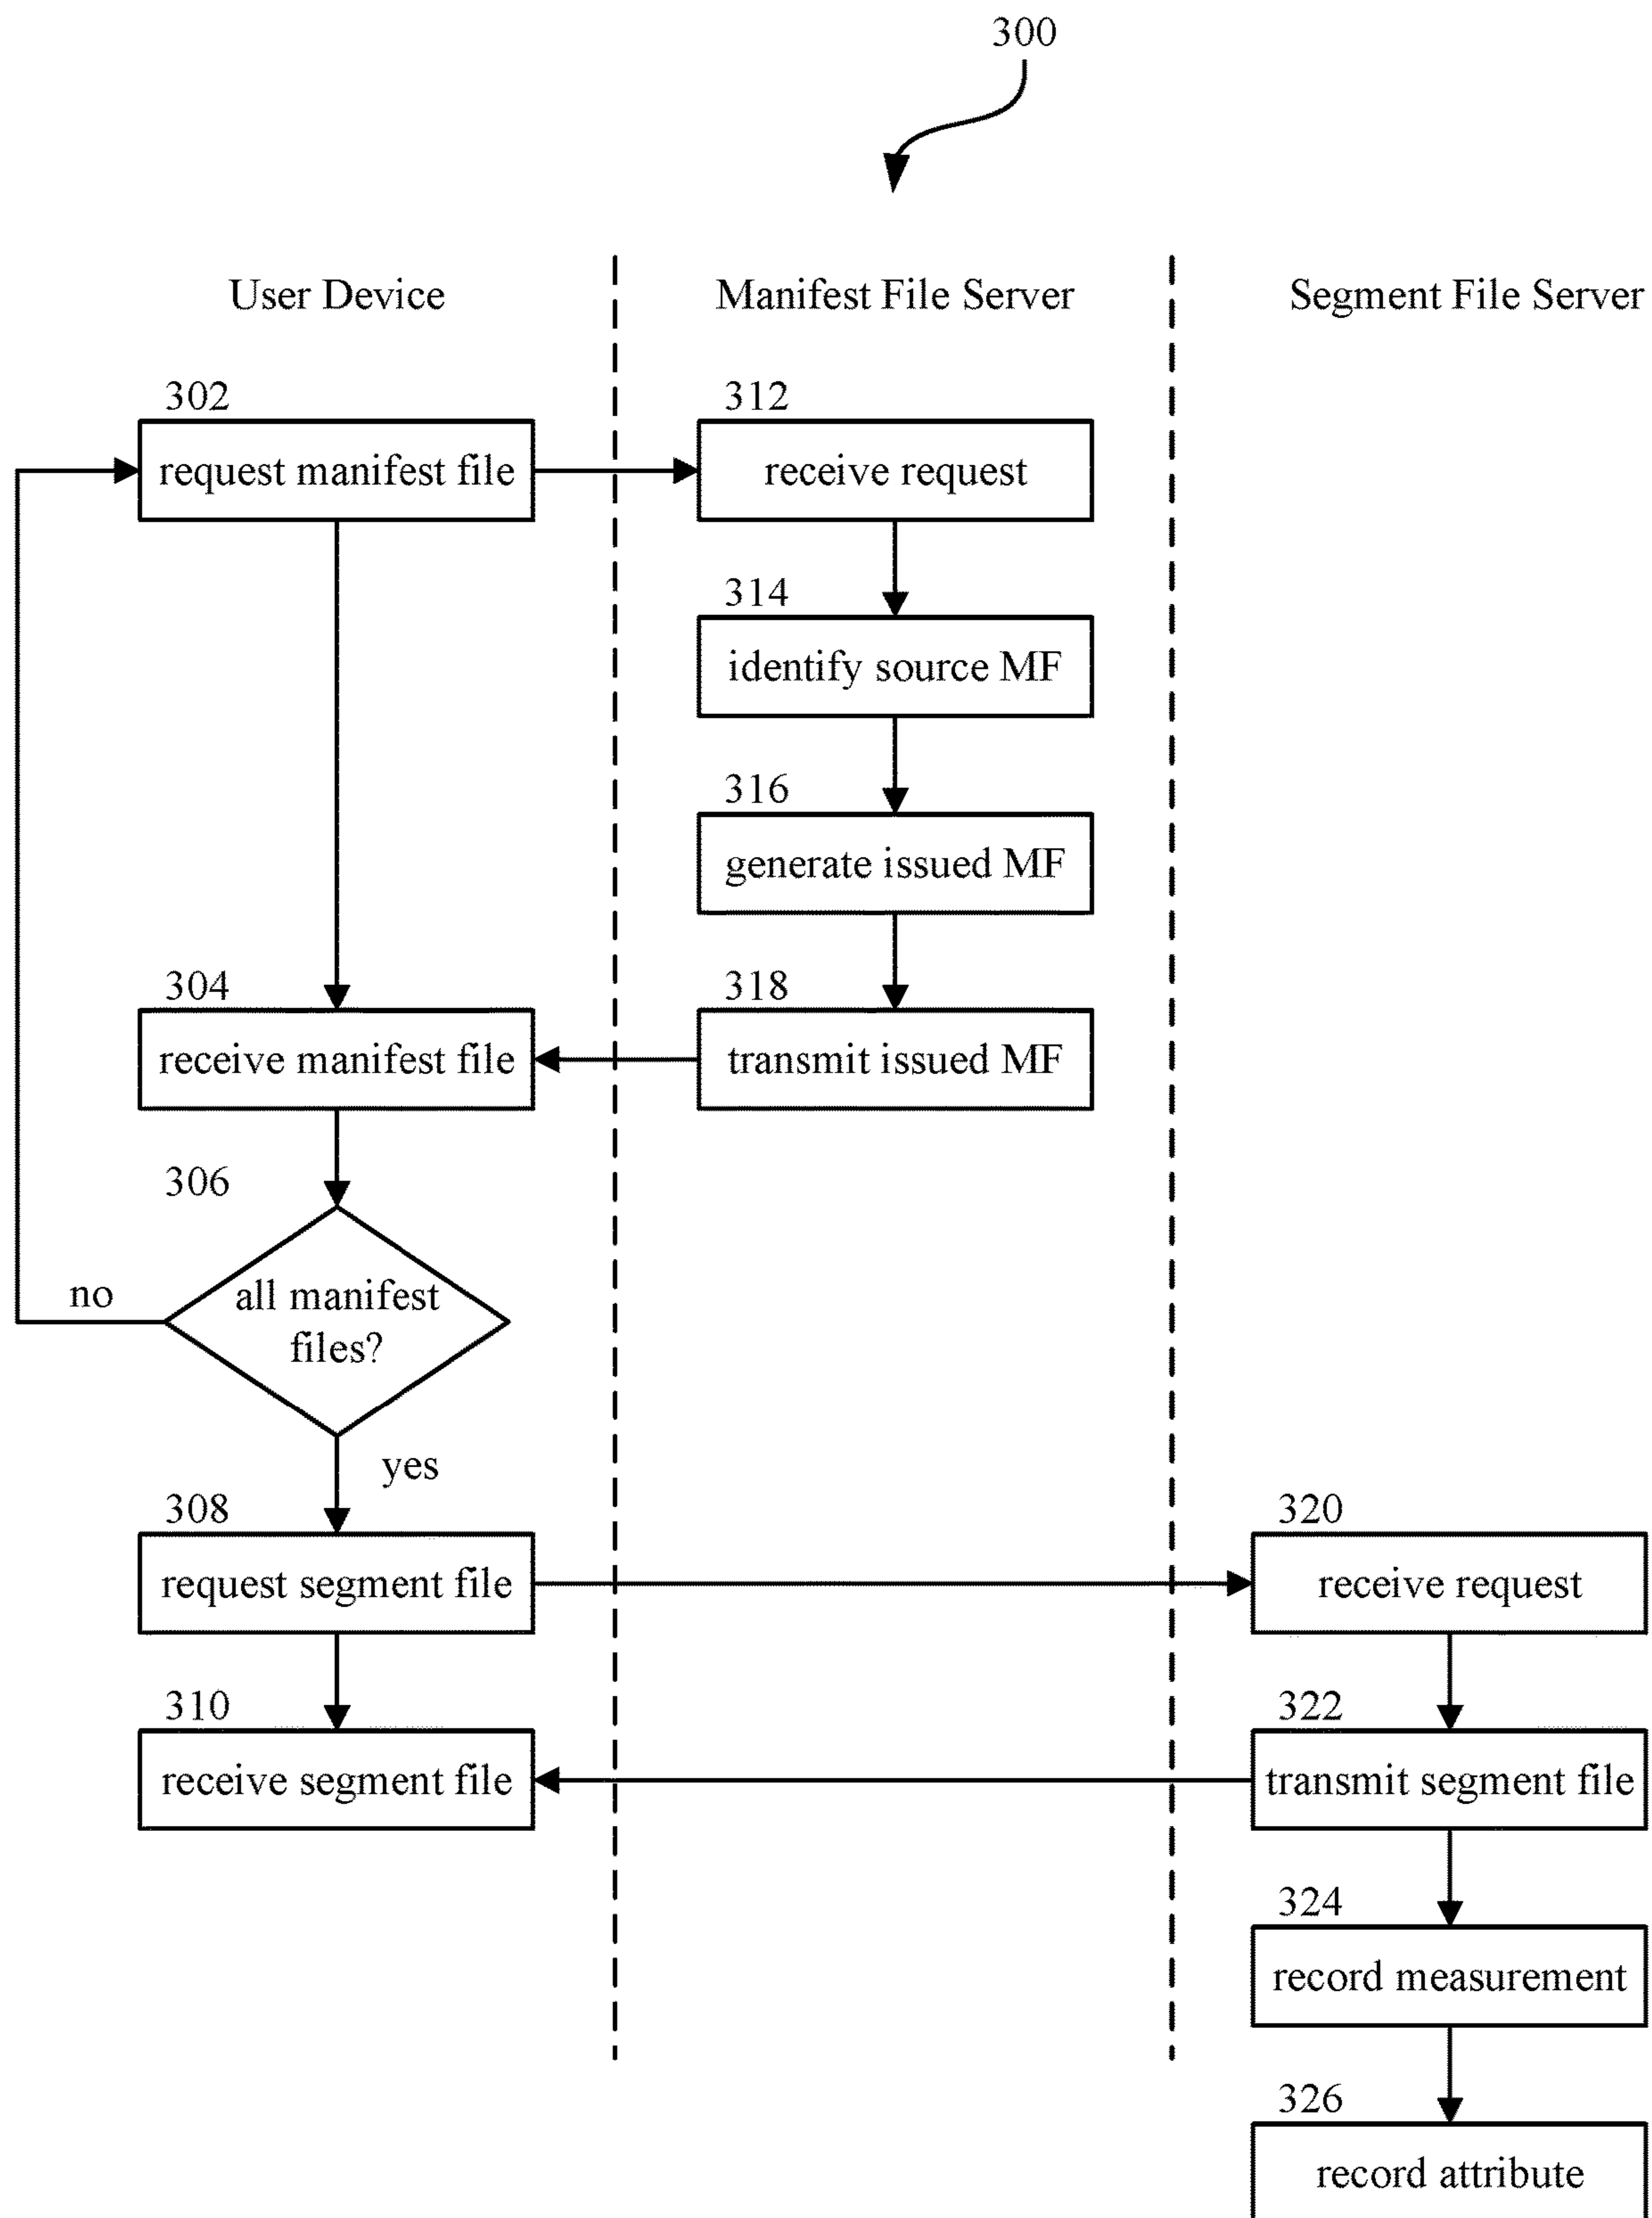 300
User Device
Manifest File Server
Segment File Server
302
request manifest file
312
receive request
314
identify source MF
316
generate issued MF
304
receive manifest file
318
transmit issued MF
306
all manifest
files?
no
yes
308
request segment file
320
receive request
310
receive segment file
322
transmit segment file
324
record measurement
326
record attribute